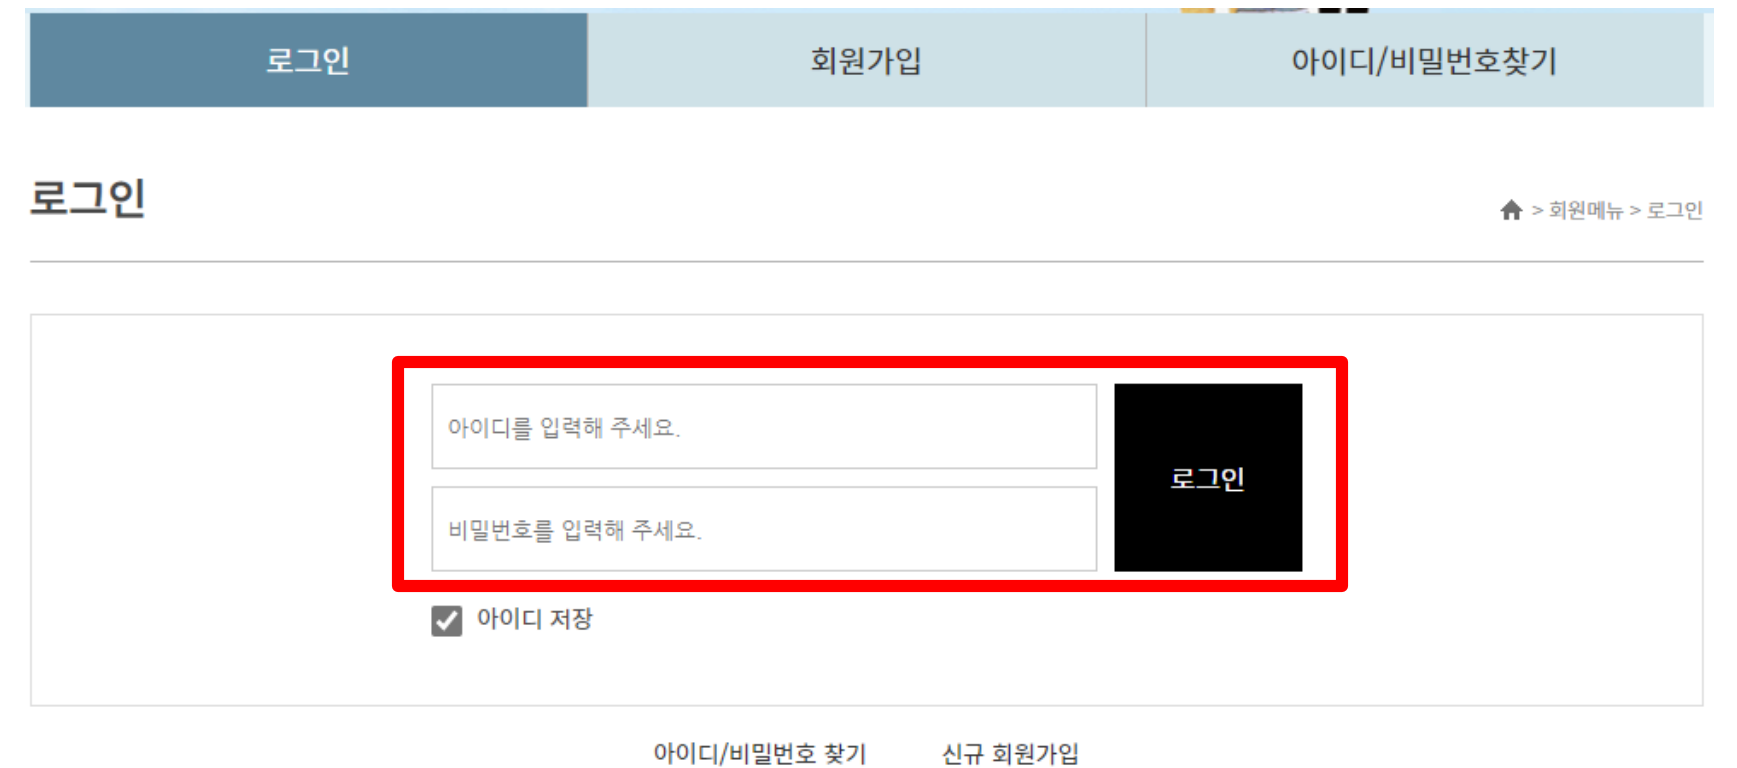 로그인 회원가입 아이디/비밀번호찾기
로그인
> 회원메뉴 > 로그인
아이디를 입력해 주세요.
로그인
비밀번호를 입력해 주세요.
아이디 저장
아이디/비밀번호 찾기 신규 회원가입